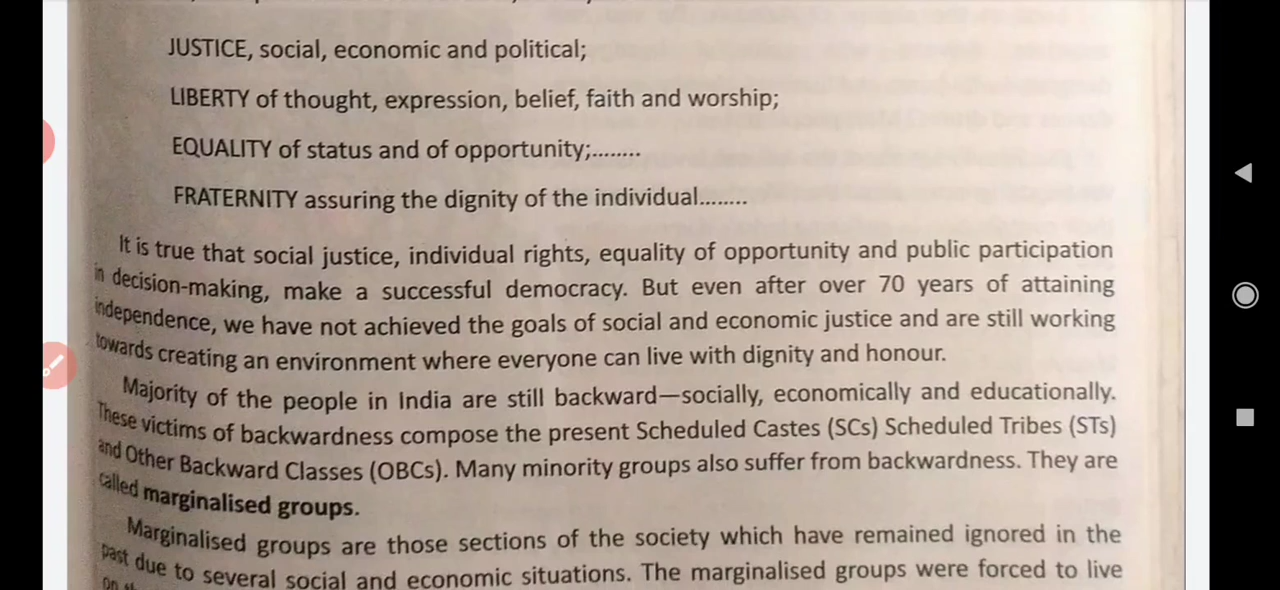 JUSTICE, social, economic and political;
LIBERTY of thought, expression, belief, faith and worship;
EQUALITY of status and of opportunity;........
FRATERNITY assuring the dignity of the individual........
It is true that social justice, individual rights, equality of opportunity and public participation
in decision-making, make a successful democracy. But even after over 70 years of attaining
independence, we have not achieved the goals of social and economic justice and are still working
towards creating an environment where everyone can live with dignity and honour.
Majority of the people in India are still backward—socially, economically and educationally.
These victims of backwardness compose the present Scheduled Castes (SCs) Scheduled Tribes (STs)
and Other Backward Classes (OBCs). Many minority groups also suffer from backwardness. They are
called marginalised groups.
Marginalised groups are those sections of the society which have remained ignored in the
past due to several social and economic situations. The marginalised groups were forced to live